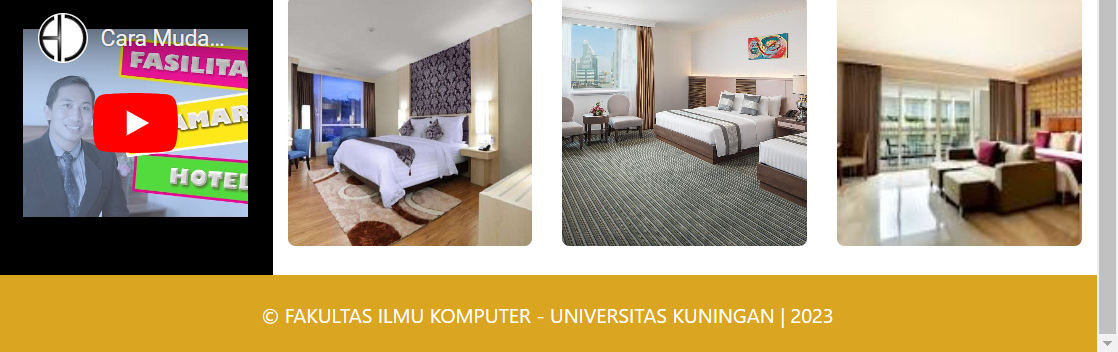 Cara Muda...
FASILITA
AMAR
HOTEL
© FAKULTAS ILMU KOMPUTER - UNIVERSITAS KUNINGAN | 2023